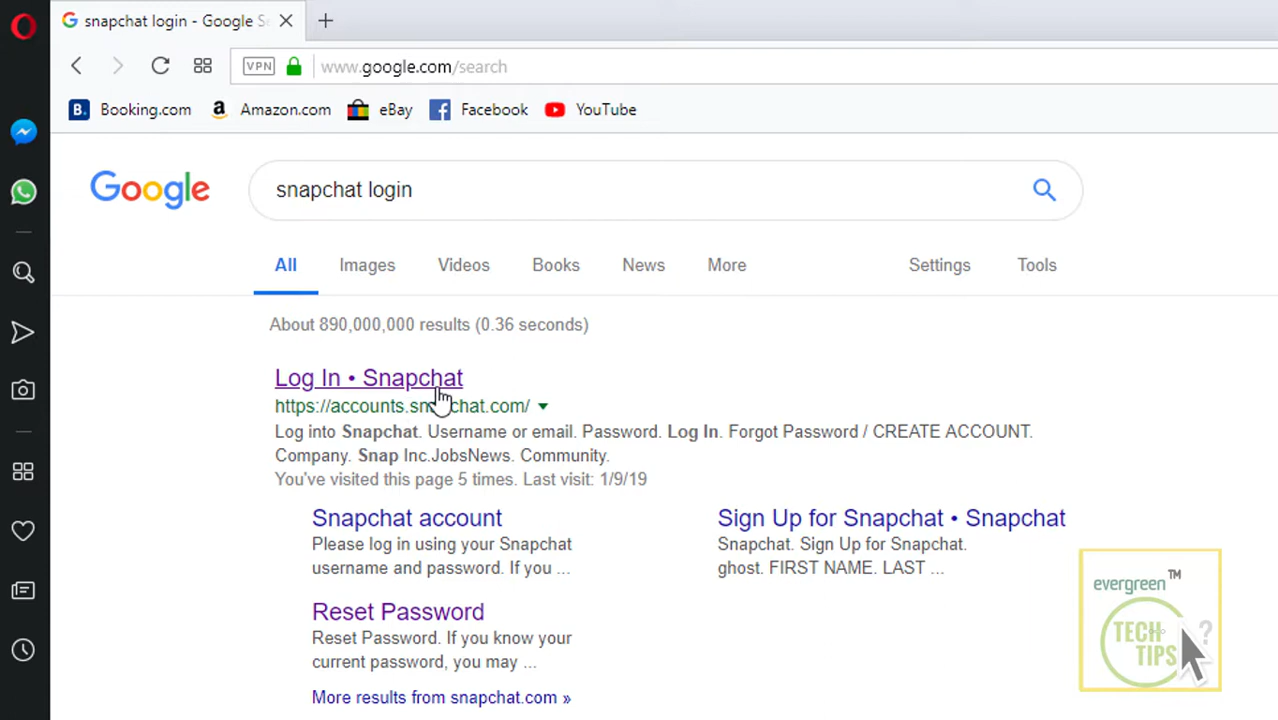 snapchat login - Google Se
VPN
www.google.com/search
B. Booking.com
a Amazon.com
eBay
Facebook
YouTube
Google
snapchat login
All Images Videos Books News More Settings Tools
About 890,000,000 results (0.36 seconds)
Log In • Snapchat
https://accounts.snapchat.com/
Log into Snapchat. Username or email. Password. Log In. Forgot Password / CREATE ACCOUNT.
Company. Snap Inc.JobsNews. Community.
You've visited this page 5 times. Last visit: 1/9/19
Snapchat account
Please log in using your Snapchat
username and password. If you ...
Sign Up for Snapchat • Snapchat
Snapchat. Sign Up for Snapchat.
ghost. FIRST NAME. LAST ...
Reset Password
Reset Password. If you know your
current password, you may ...
More results from snapchat.com »
evergreen™
TECH
TIPS
?